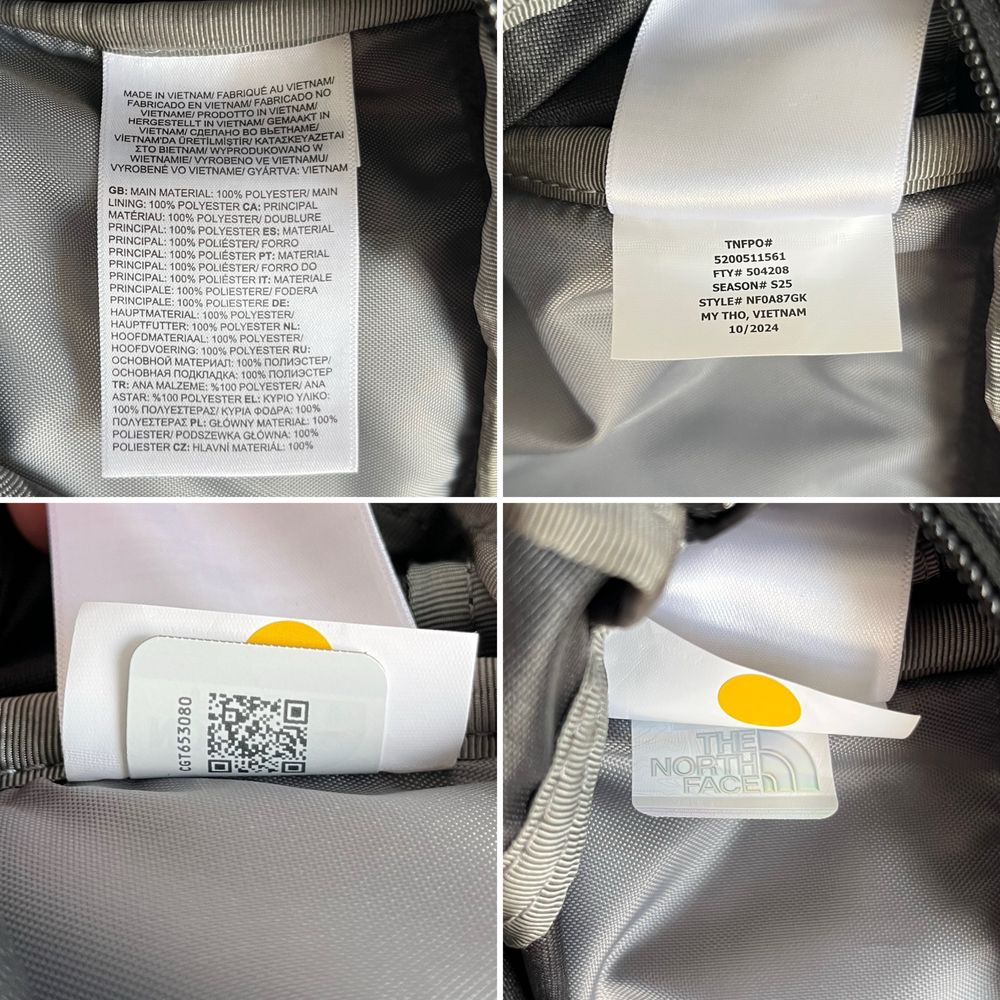 MADE IN VIETNAM/ FABRIQUÉ AU VIETNAM/
FABRICADO EN VIETNAM/ FABRICADO NO
VIETNAME/ PRODOTTO IN VIETNAM/
HERGESTELLT IN VIETNAM/ GEMAAKT IN
VIETNAM/ СДЕЛАНО ВО ВЬЕТНАМЕ/
VİETNAM'DA ÜRETİLMİŞTİR/ ΚΑΤΑΣΚΕΥΑΖΕΤΑΙ
ΣΤΟ ΒΙΕΤΝΑΜ/ WYPRODUKOWANO W
WIETNAMIE/ VYROBENO VE VIETNAMU/
VYROBENÉ VO VIETNAME/ GYÁRTVA: VIETNAM
GB: MAIN MATERIAL: 100% POLYESTER/ MAIN
LINING: 100% POLYESTER CA: PRINCIPAL
MATÉRIAU: 100% POLYESTER/ DOUBLURE
PRINCIPAL: 100% POLYESTER ES: MATERIAL
PRINCIPAL: 100% POLIÉSTER/ FORRO
PRINCIPAL: 100% POLIÉSTER PT: MATERIAL
PRINCIPAL: 100% POLIÉSTER/ FORRO DO
PRINCIPAL: 100% POLIÉSTER IT: MATERIALE
PRINCIPALE: 100% POLIESTERE/FODERA
PRINCIPALE: 100% POLIESTERE DE:
HAUPTMATERIAL: 100% POLYESTER/
HAUPTFUTTER: 100% POLYESTER NL:
HOOFDMATERIAAL: 100% POLYESTER/
HOOFDVOERING: 100% POLYESTER RU:
ОСНОВНОЙ МАТЕРИАЛ: 100% ПОЛИЭСТЕР/
ОСНОВНАЯ ПОДКЛАДКА: 100% ПОЛИЭСТЕР
TR: ANA MALZEME: %100 POLYESTER/ ANA
ASTAR: %100 POLYESTER EL: ΚΥΡΙΟ ΥΛΙΚΟ:
100% ΠΟΛΥΕΣΤΕΡΑΣ/ ΚΥΡΙΑ ΦΟΔΡΑ: 100%
ΠΟΛΥΕΣΤΕΡΑΣ PL: GŁÓWNY MATERIAŁ: 100%
POLIESTER/ PODSZEWKA GŁÓWNA: 100%
POLIESTER CZ: HLAVNÍ MATERIÁL: 100%
TNFPO#
5200511561
FTY# 504208
SEASON# S25
STYLE# NF0A87GK
MY THO, VIETNAM
10/2024
CGT653080
THE
NORTH
FACE